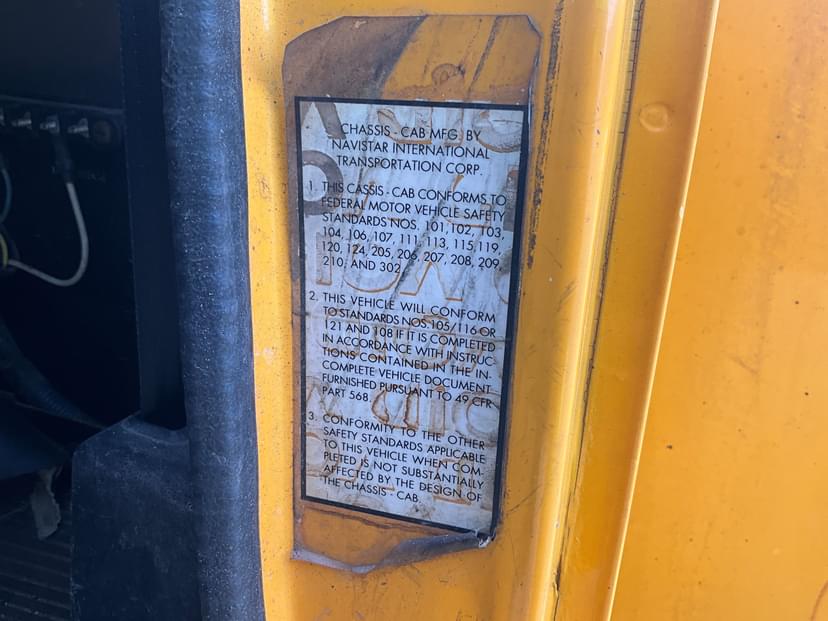 CHASSIS - CAB MFG. BY
NAVISTAR INTERNATIONAL
TRANSPORTATION CORP.
1. THIS CASSIS - CAB CONFORMS TO
FEDERAL MOTOR VEHICLE SAFETY
STANDARDS NOS. 101, 102, 103,
104, 106, 107, 111, 113, 115, 119,
120, 124, 205, 206, 207, 208, 209
210, AND 302
2. THIS VEHICLE WILL CONFORM
TO STANDARDS NOS. 105/116 OR
121 AND 108 IF IT IS COMPLETED
IN ACCORDANCE WITH INSTRUC
TIONS CONTAINED IN THE IN-
COMPLETE VEHICLE DOCUMENT
FURNISHED PURSUANT TO 49 CFR
PART 568
3. CONFORMITY TO THE OTHER
SAFETY STANDARDS APPLICABLE
TO THIS VEHICLE WHEN COM-
PLETED IS NOT SUBSTANTIALLY
AFFECTED BY THE DESIGN OF
THE CHASSIS - CAB.